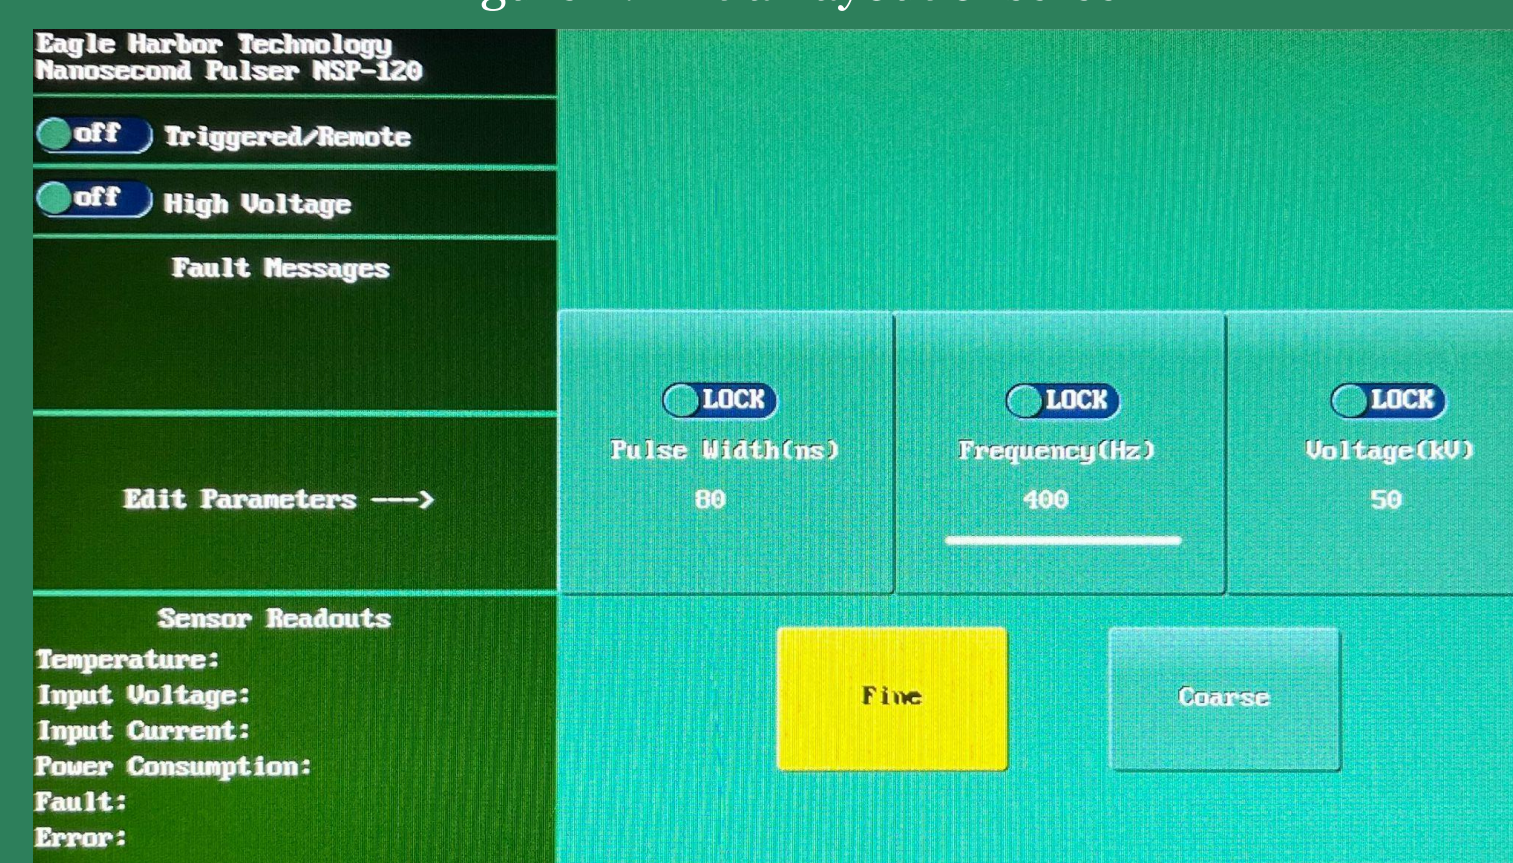 Eagle Harbor Technology
Nanosecond Pulser NSP-120
off Triggered/Remote
off High Voltage
Fault Messages
LOCK LOCK LOCK
Pulse Width(ns) Frequency(Hz) Voltage(kV)
Edit Parameters ---> 80 400 50
Sensor Readouts
Temperature:
Input Voltage:
Input Current:
Power Consumption:
Fault:
Error:
Fine Coarse